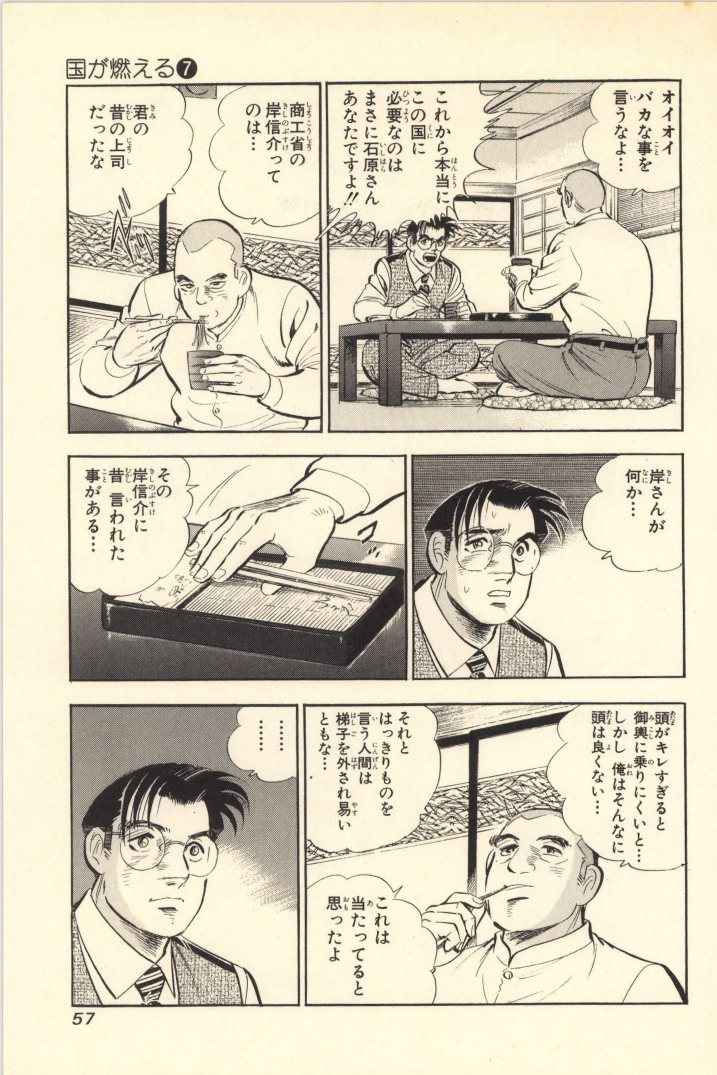 国が燃える❼
オイオイ
バカな事を
言うなよ…
これから本当に
この国に
必要なのは
まさに石原さん
あなたですよ!!
商工省の
岸信介って
のは…
君の
昔の上司
だったな
ズズッ
岸さんが
何か…
その
岸信介に
昔 言われた
事がある…
頭がキレすぎると
御輿に乗りにくいと…
しかし 俺はそんなに
頭は良くない…
それと
はっきりものを
言う人間は
梯子を外され易い
ともな…
これは
当たってると
思ったよ
………
………
57